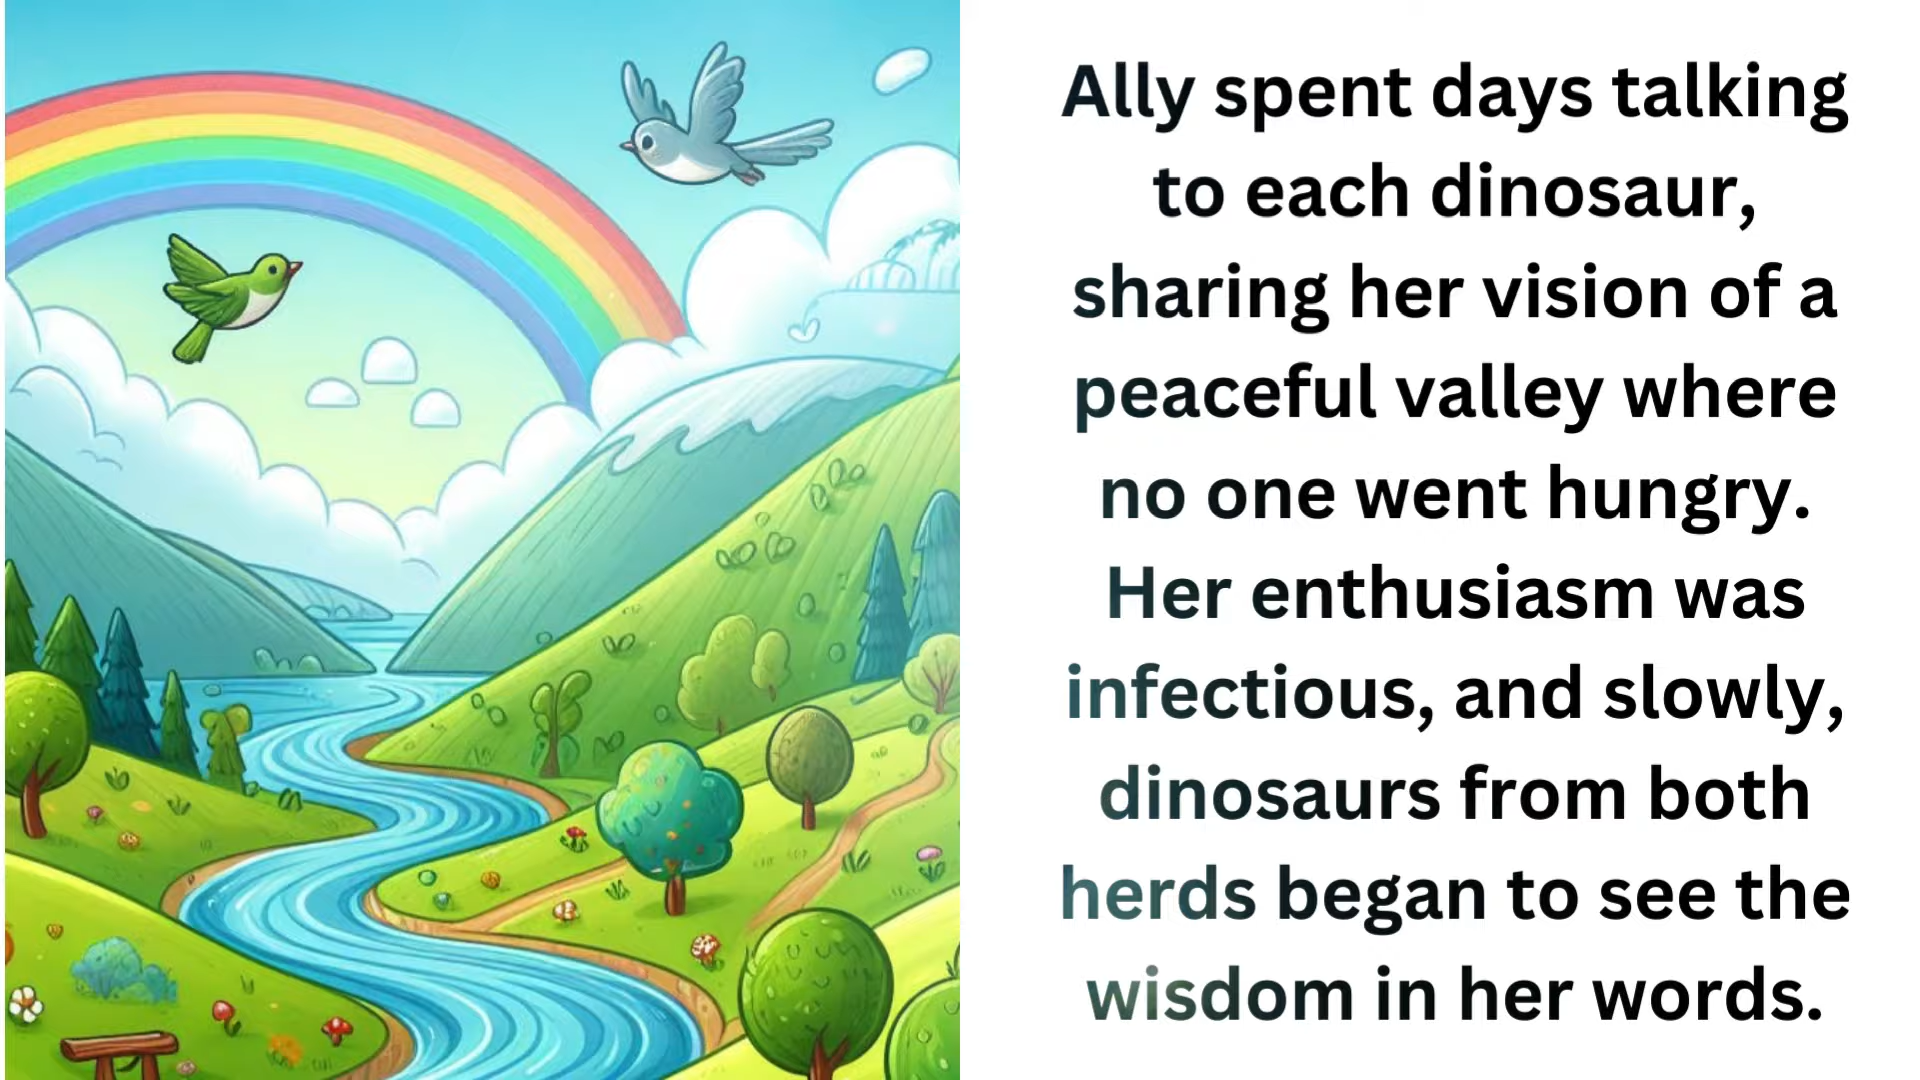 Ally spent days talking
to each dinosaur,
sharing her vision of a
peaceful valley where
no one went hungry.
Her enthusiasm was
infectious, and slowly,
dinosaurs from both
herds began to see the
wisdom in her words.